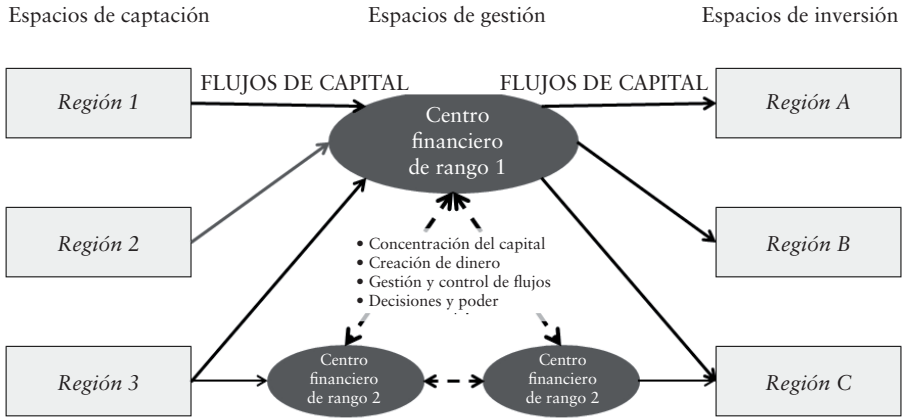 Espacios de captación
Espacios de gestión
Espacios de inversión
FLUJOS DE CAPITAL
FLUJOS DE CAPITAL
Región 1
Centro
financiero
de rango 1
Región A
Región 2
Región B
• Concentración del capital
• Creación de dinero
• Gestión y control de flujos
• Decisiones y poder
Región 3
Centro
financiero
de rango 2
Centro
financiero
de rango 2
Región C